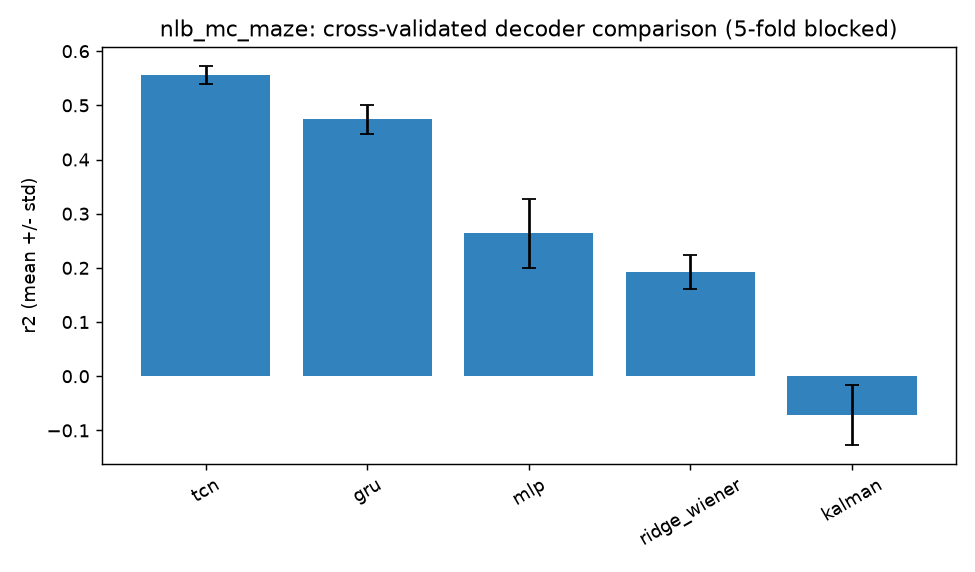 nlb_mc_maze: cross-validated decoder comparison (5-fold blocked)
r2 (mean +/- std)
0.6
0.5
0.4
0.3
0.2
0.1
0.0
−0.1
tcn
gru
mlp
ridge_wiener
kalman